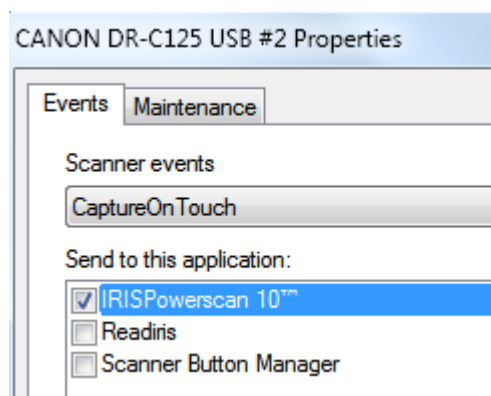 CANON DR-C125 USB #2 Properties
Events Maintenance
Scanner events
CaptureOnTouch
Send to this application:
IRISPowerscan 10™
Readiris
Scanner Button Manager